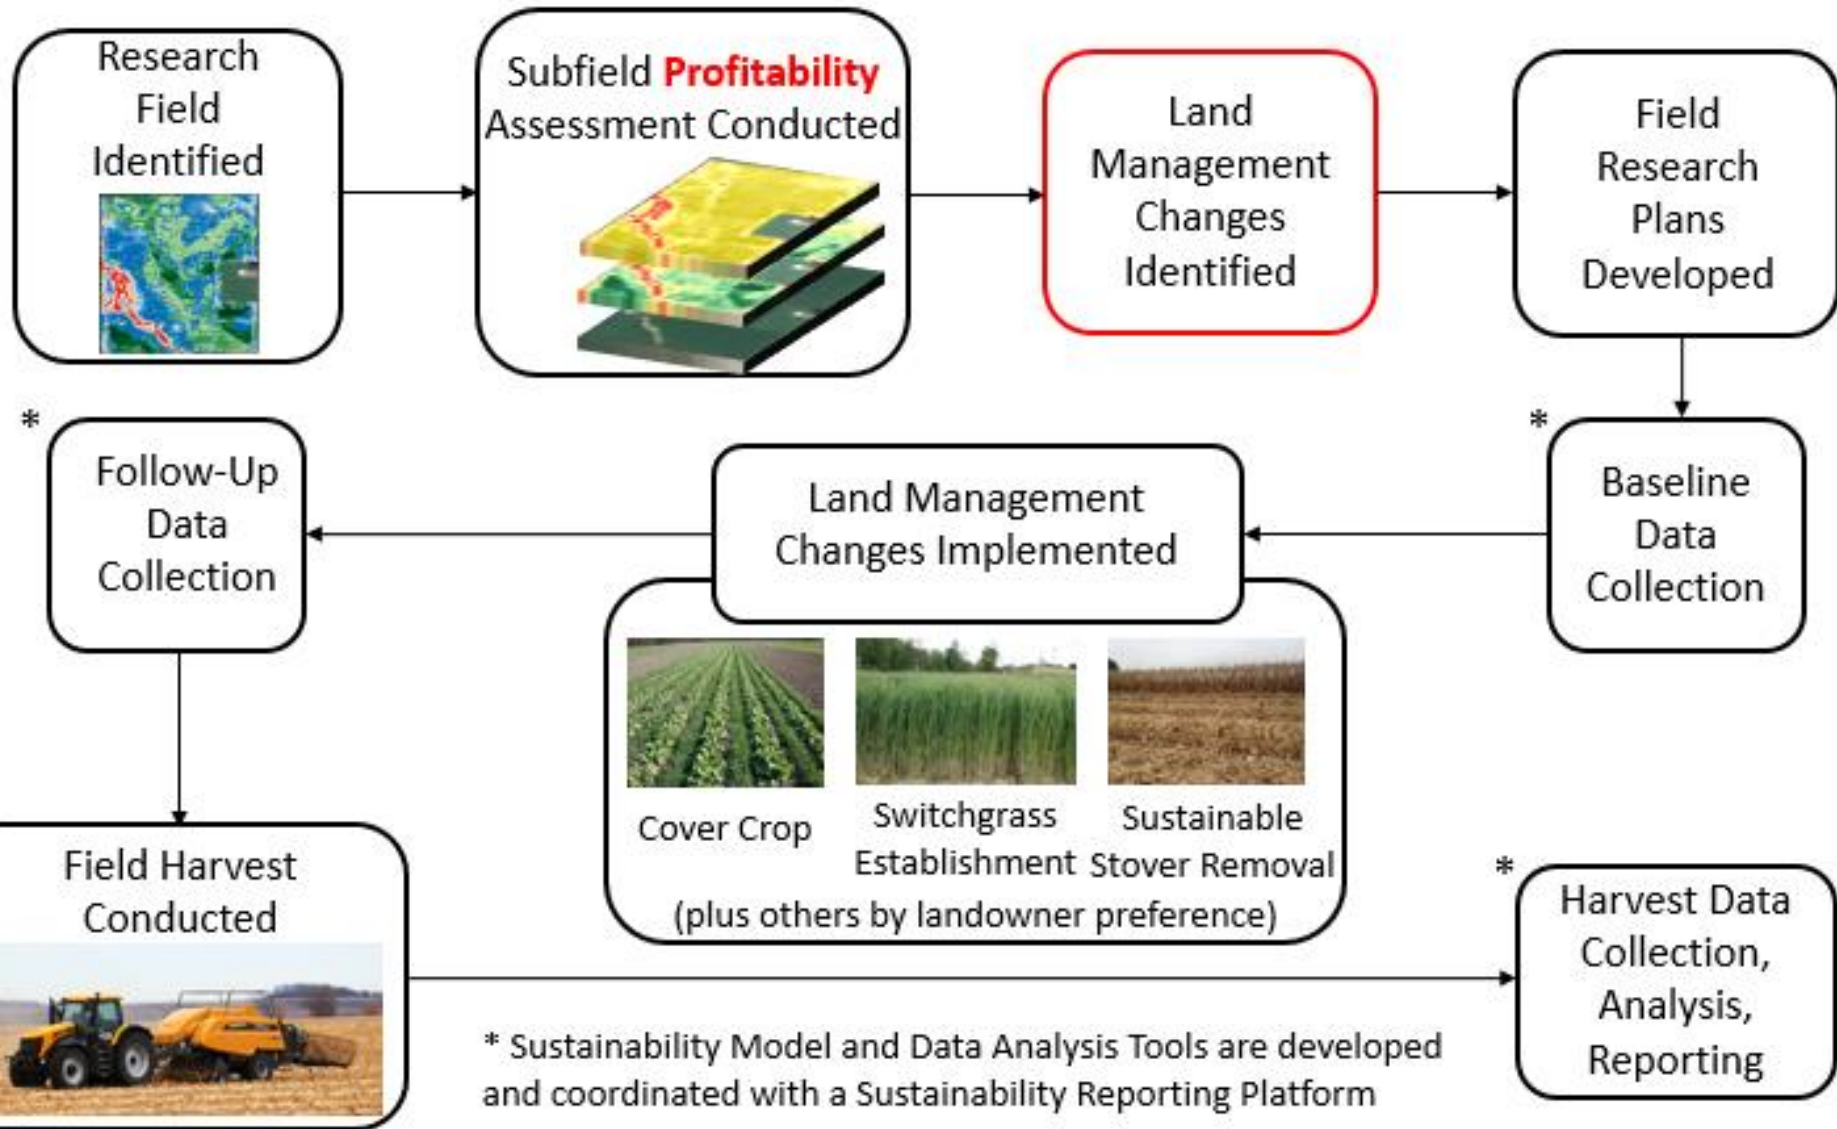 Research
Field
Identified
Subfield Profitability
Assessment Conducted
Land
Management
Changes
Identified
Field
Research
Plans
Developed
*
Baseline
Data
Collection
Land Management
Changes Implemented
Cover Crop
Switchgrass
Establishment
Sustainable
Stover Removal
(plus others by landowner preference)
*
Follow-Up
Data
Collection
Field Harvest
Conducted
*
Harvest Data
Collection,
Analysis,
Reporting
* Sustainability Model and Data Analysis Tools are developed
and coordinated with a Sustainability Reporting Platform